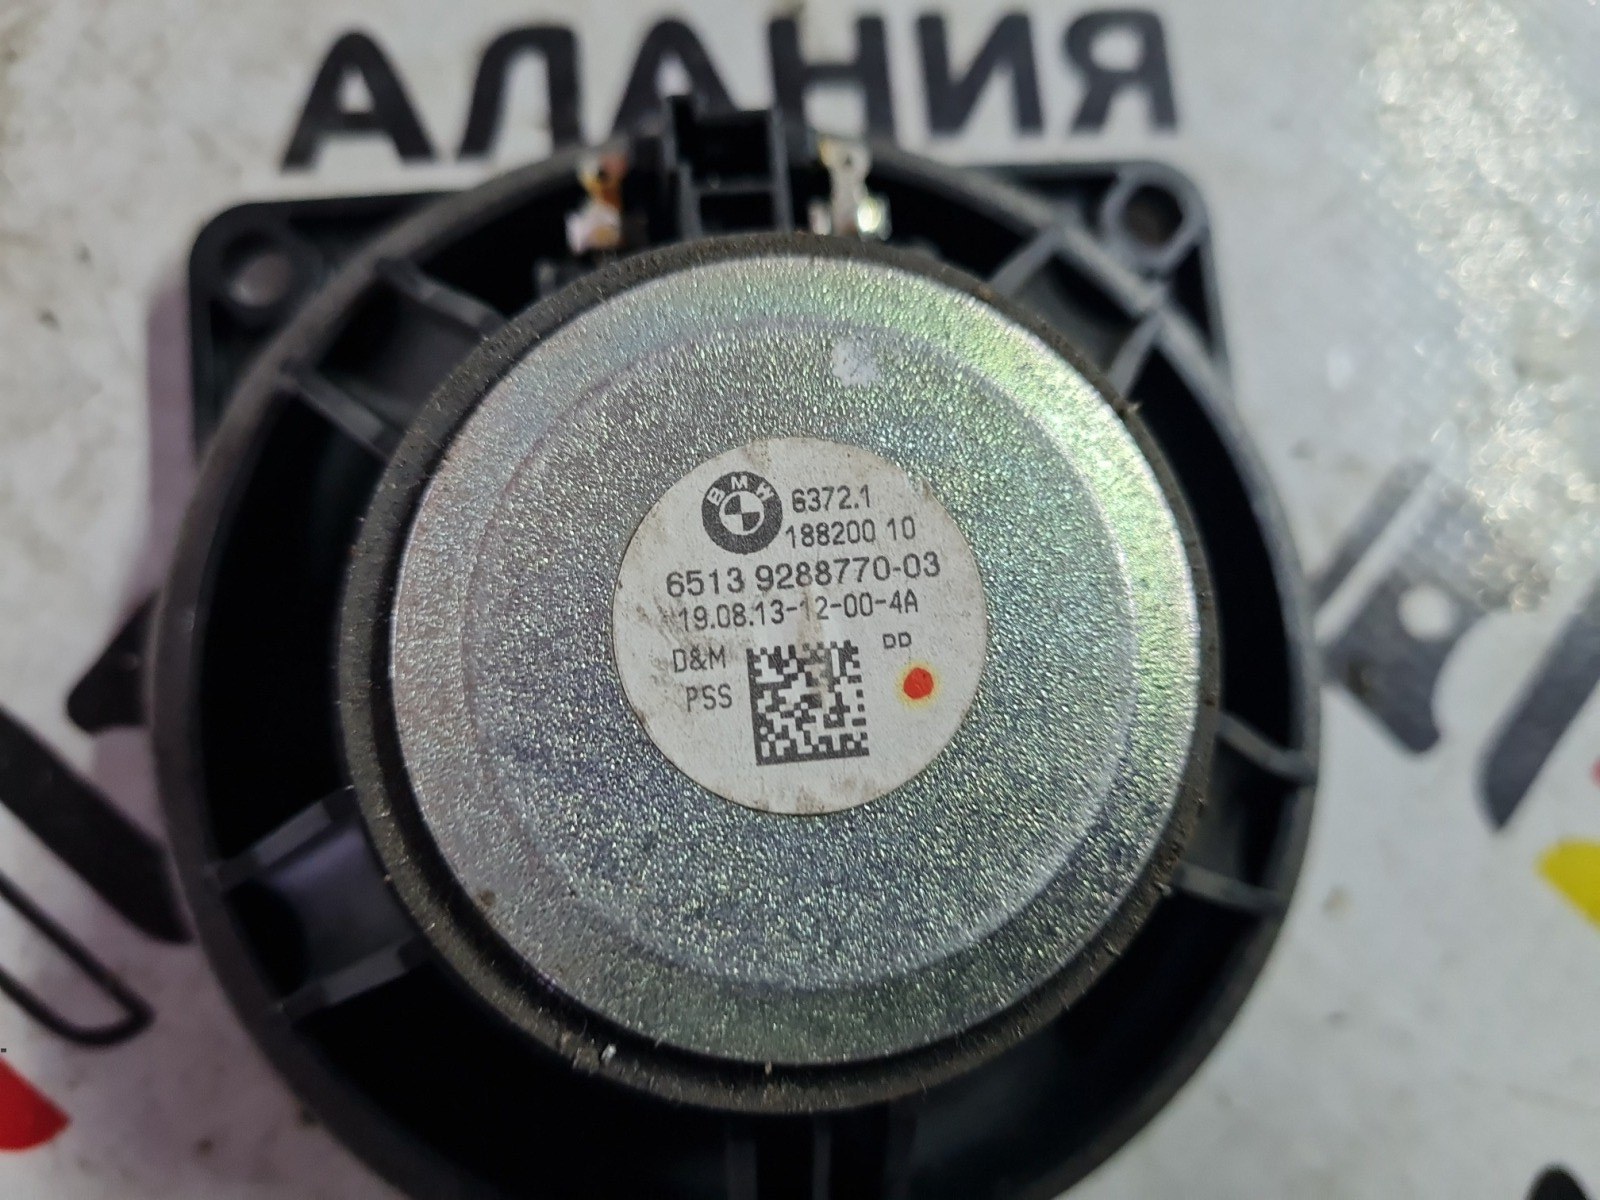 АЛАНИЯ
BMW
6372.1
188200 10
6513 9288770-03
19.08.13-12-00-4A
D&M
DD
PSS